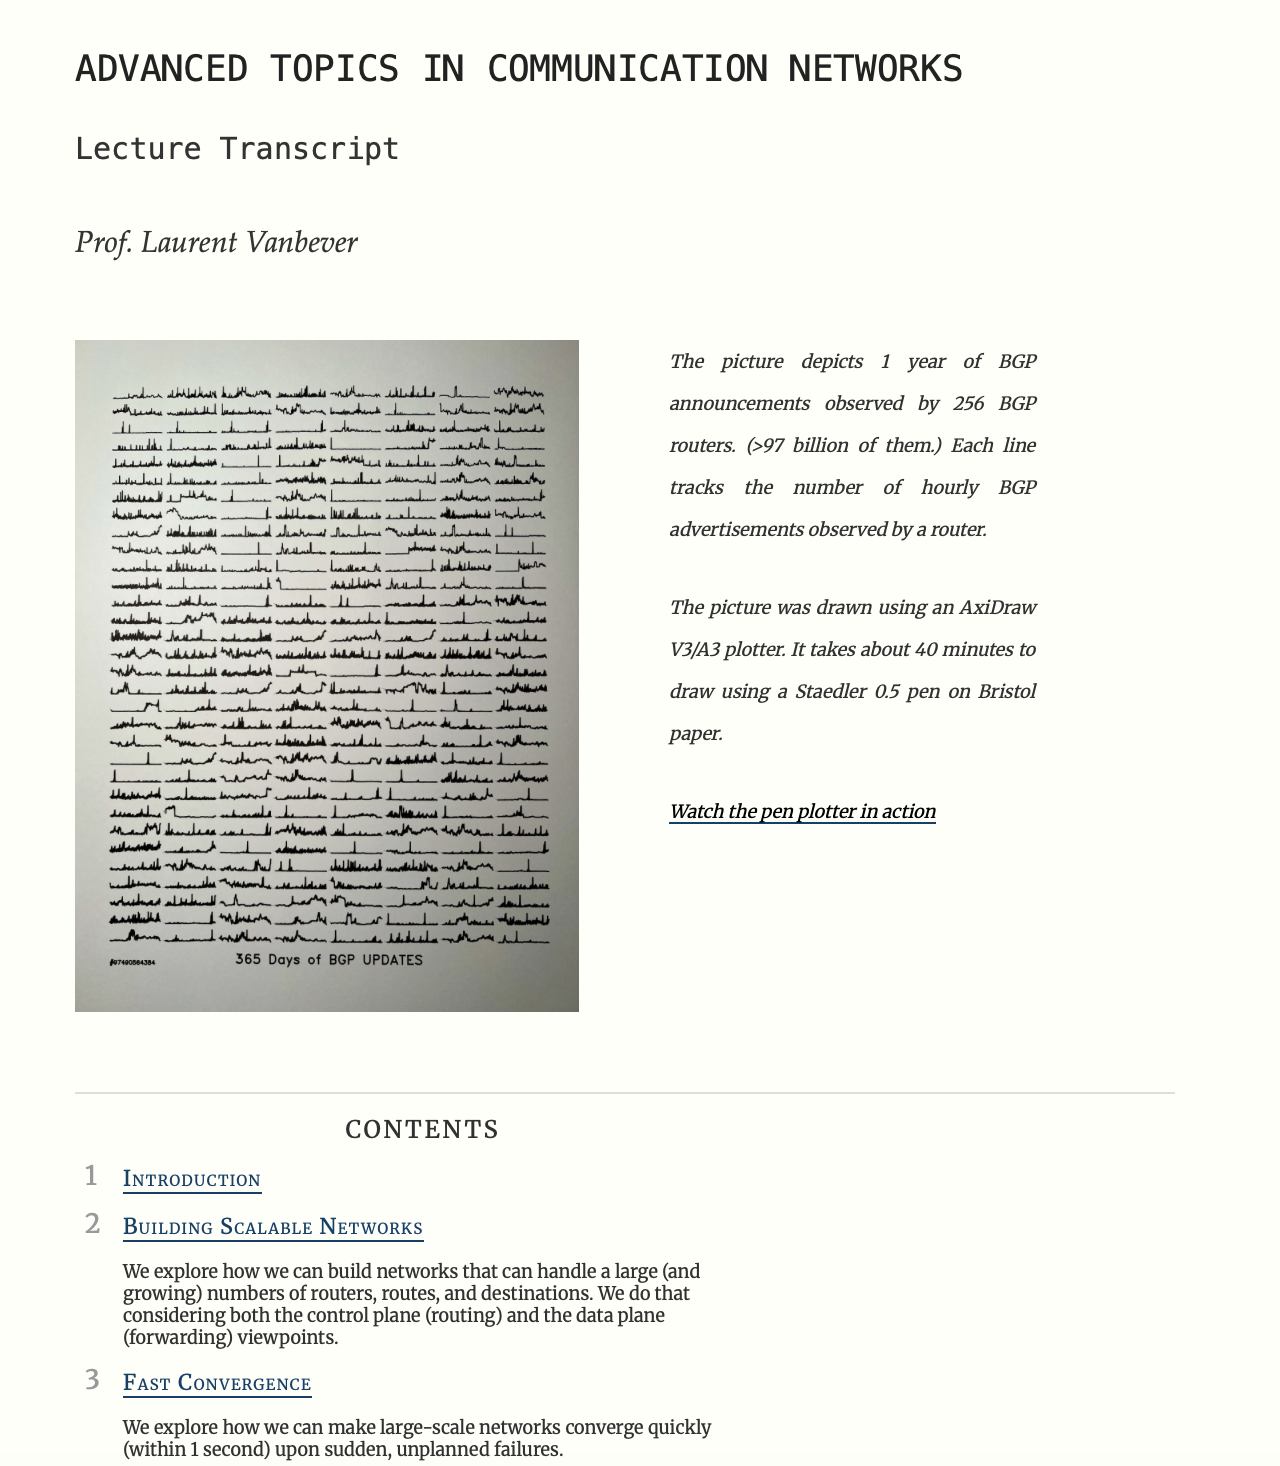 ADVANCED TOPICS IN COMMUNICATION NETWORKS
Lecture Transcript
Prof. Laurent Vanbever
The picture depicts 1 year of BGP
announcements observed by 256 BGP
routers. (>97 billion of them.) Each line
tracks the number of hourly BGP
advertisements observed by a router.
The picture was drawn using an AxiDraw
V3/A3 plotter. It takes about 40 minutes to
draw using a Staedler 0.5 pen on Bristol
paper.
Watch the pen plotter in action
365 Days of BGP UPDATES
CONTENTS
1 Introduction
2 Building Scalable Networks
We explore how we can build networks that can handle a large (and
growing) numbers of routers, routes, and destinations. We do that
considering both the control plane (routing) and the data plane
(forwarding) viewpoints.
3 Fast Convergence
We explore how we can make large-scale networks converge quickly
(within 1 second) upon sudden, unplanned failures.